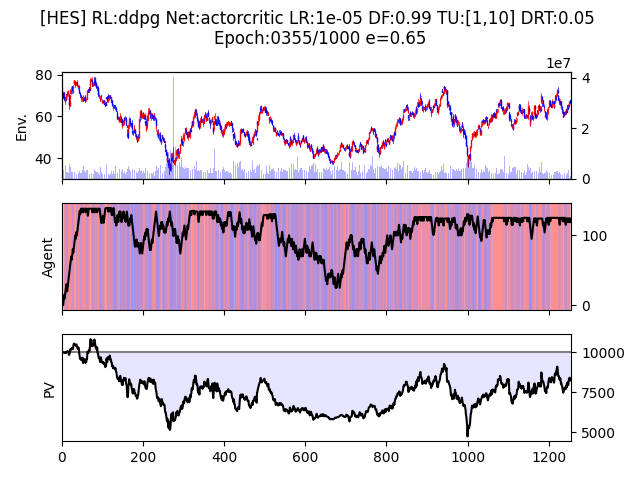 [HES] RL:ddpg Net:actorcritic LR:1e-05 DF:0.99 TU:[1,10] DRT:0.05
Epoch:0355/1000 e=0.65
1e7
80
60
40
Env.
4
2
0
Agent
100
0
PV
10000
7500
5000
0 200 400 600 800 1000 1200